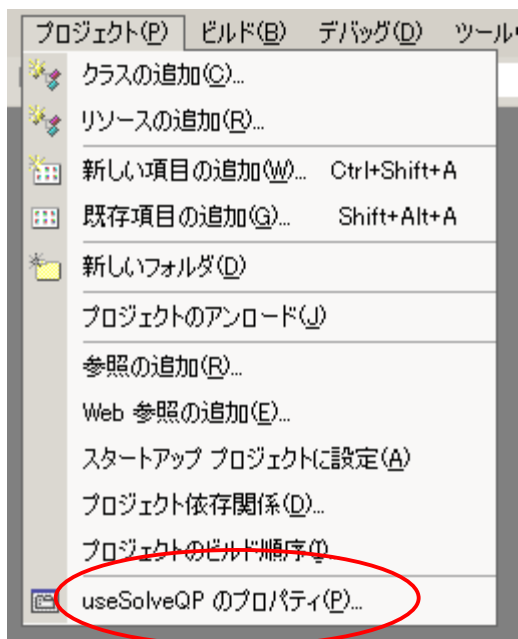 プロジェクト(P) ビルド(B) デバッグ(D) ツール
クラスの追加(C)...
リソースの追加(R)...
新しい項目の追加(W)... Ctrl+Shift+A
既存項目の追加(G)... Shift+Alt+A
新しいフォルダ(D)
プロジェクトのアンロード(J)
参照の追加(R)...
Web 参照の追加(E)...
スタートアップ プロジェクトに設定(A)
プロジェクト依存関係(D)...
プロジェクトのビルド順序(I)...
useSolveQP のプロパティ(P)...